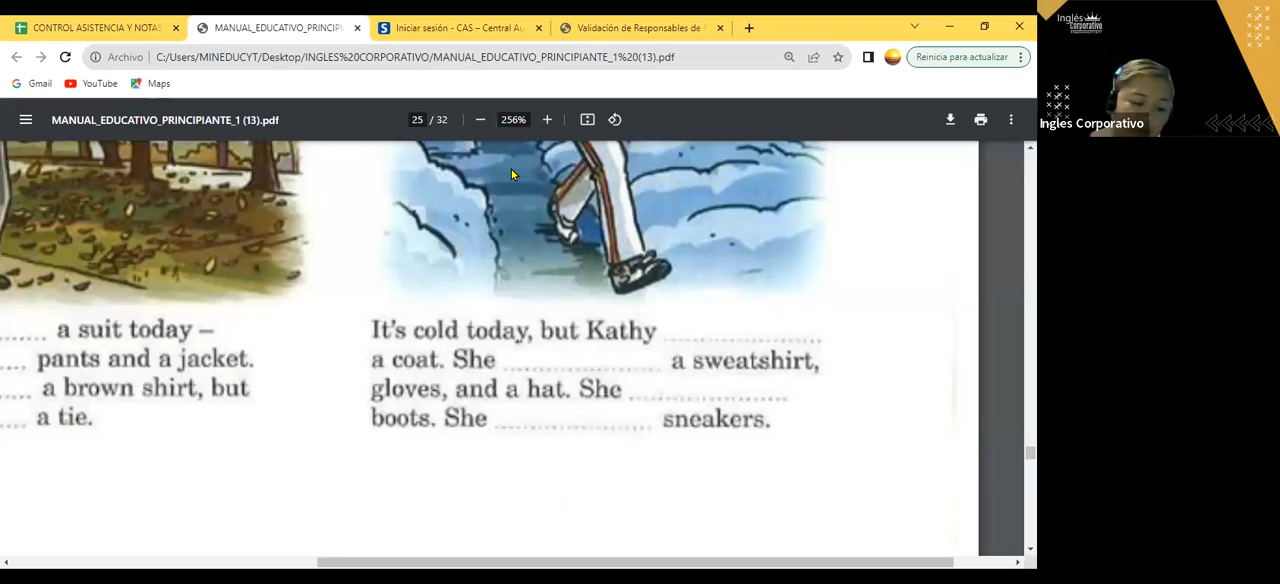 CONTROL ASISTENCIA Y NOTAS
MANUAL_EDUCATIVO_PRINCIPI
Iniciar sesión - CAS – Central Au
Validación de Responsables de
Archivo
C:/Users/MINEDUCYT/Desktop/INGLES%20CORPORATIVO/MANUAL_EDUCATIVO_PRINCIPIANTE_1%20(13).pdf
Reinicia para actualizar
Gmail
YouTube
Maps
MANUAL_EDUCATIVO_PRINCIPIANTE_1 (13).pdf
25 / 32
256%
...... a suit today –
.... pants and a jacket.
..... a brown shirt, but
.... a tie.
It's cold today, but Kathy ....................
a coat. She .................... a sweatshirt,
gloves, and a hat. She ....................
boots. She .................... sneakers.
Inglés
Corporativo
Ingles Corporativo